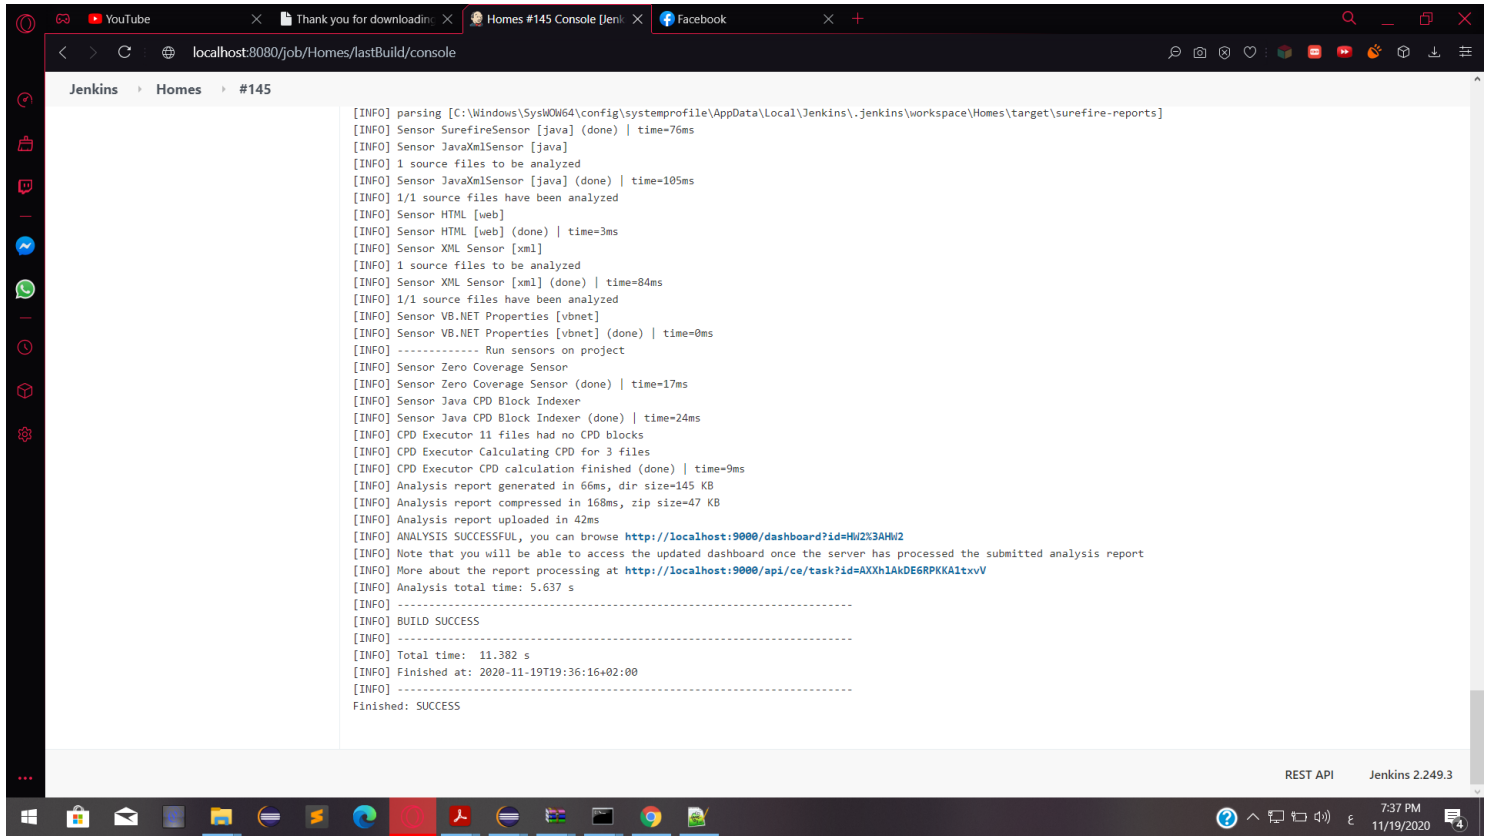 YouTube
Thank you for downloading
Homes #145 Console [Jenk
Facebook
localhost:8080/job/Homes/lastBuild/console
Jenkins Homes #145
[INFO] parsing [C:\Windows\SysWOW64\config\systemprofile\AppData\Local\Jenkins\.jenkins\workspace\Homes\target\surefire-reports]
[INFO] Sensor SurefireSensor [java] (done) | time=76ms
[INFO] Sensor JavaXmlSensor [java]
[INFO] 1 source files to be analyzed
[INFO] Sensor JavaXmlSensor [java] (done) | time=105ms
[INFO] 1/1 source files have been analyzed
[INFO] Sensor HTML [web]
[INFO] Sensor HTML [web] (done) | time=3ms
[INFO] Sensor XML Sensor [xml]
[INFO] 1 source files to be analyzed
[INFO] Sensor XML Sensor [xml] (done) | time=84ms
[INFO] 1/1 source files have been analyzed
[INFO] Sensor VB.NET Properties [vbnet]
[INFO] Sensor VB.NET Properties [vbnet] (done) | time=0ms
[INFO] ------------- Run sensors on project
[INFO] Sensor Zero Coverage Sensor
[INFO] Sensor Zero Coverage Sensor (done) | time=17ms
[INFO] Sensor Java CPD Block Indexer
[INFO] Sensor Java CPD Block Indexer (done) | time=24ms
[INFO] CPD Executor 11 files had no CPD blocks
[INFO] CPD Executor Calculating CPD for 3 files
[INFO] CPD Executor CPD calculation finished (done) | time=9ms
[INFO] Analysis report generated in 66ms, dir size=145 KB
[INFO] Analysis report compressed in 168ms, zip size=47 KB
[INFO] Analysis report uploaded in 42ms
[INFO] ANALYSIS SUCCESSFUL, you can browse http://localhost:9000/dashboard?id=HW2%3AHW2
[INFO] Note that you will be able to access the updated dashboard once the server has processed the submitted analysis report
[INFO] More about the report processing at http://localhost:9000/api/ce/task?id=AXXhlAkDE6RPKKA1txvV
[INFO] Analysis total time: 5.637 s
[INFO] ------------------------------------------------------------------------
[INFO] BUILD SUCCESS
[INFO] ------------------------------------------------------------------------
[INFO] Total time:  11.382 s
[INFO] Finished at: 2020-11-19T19:36:16+02:00
[INFO] ------------------------------------------------------------------------
Finished: SUCCESS
REST API Jenkins 2.249.3
ع
7:37 PM
11/19/2020
4